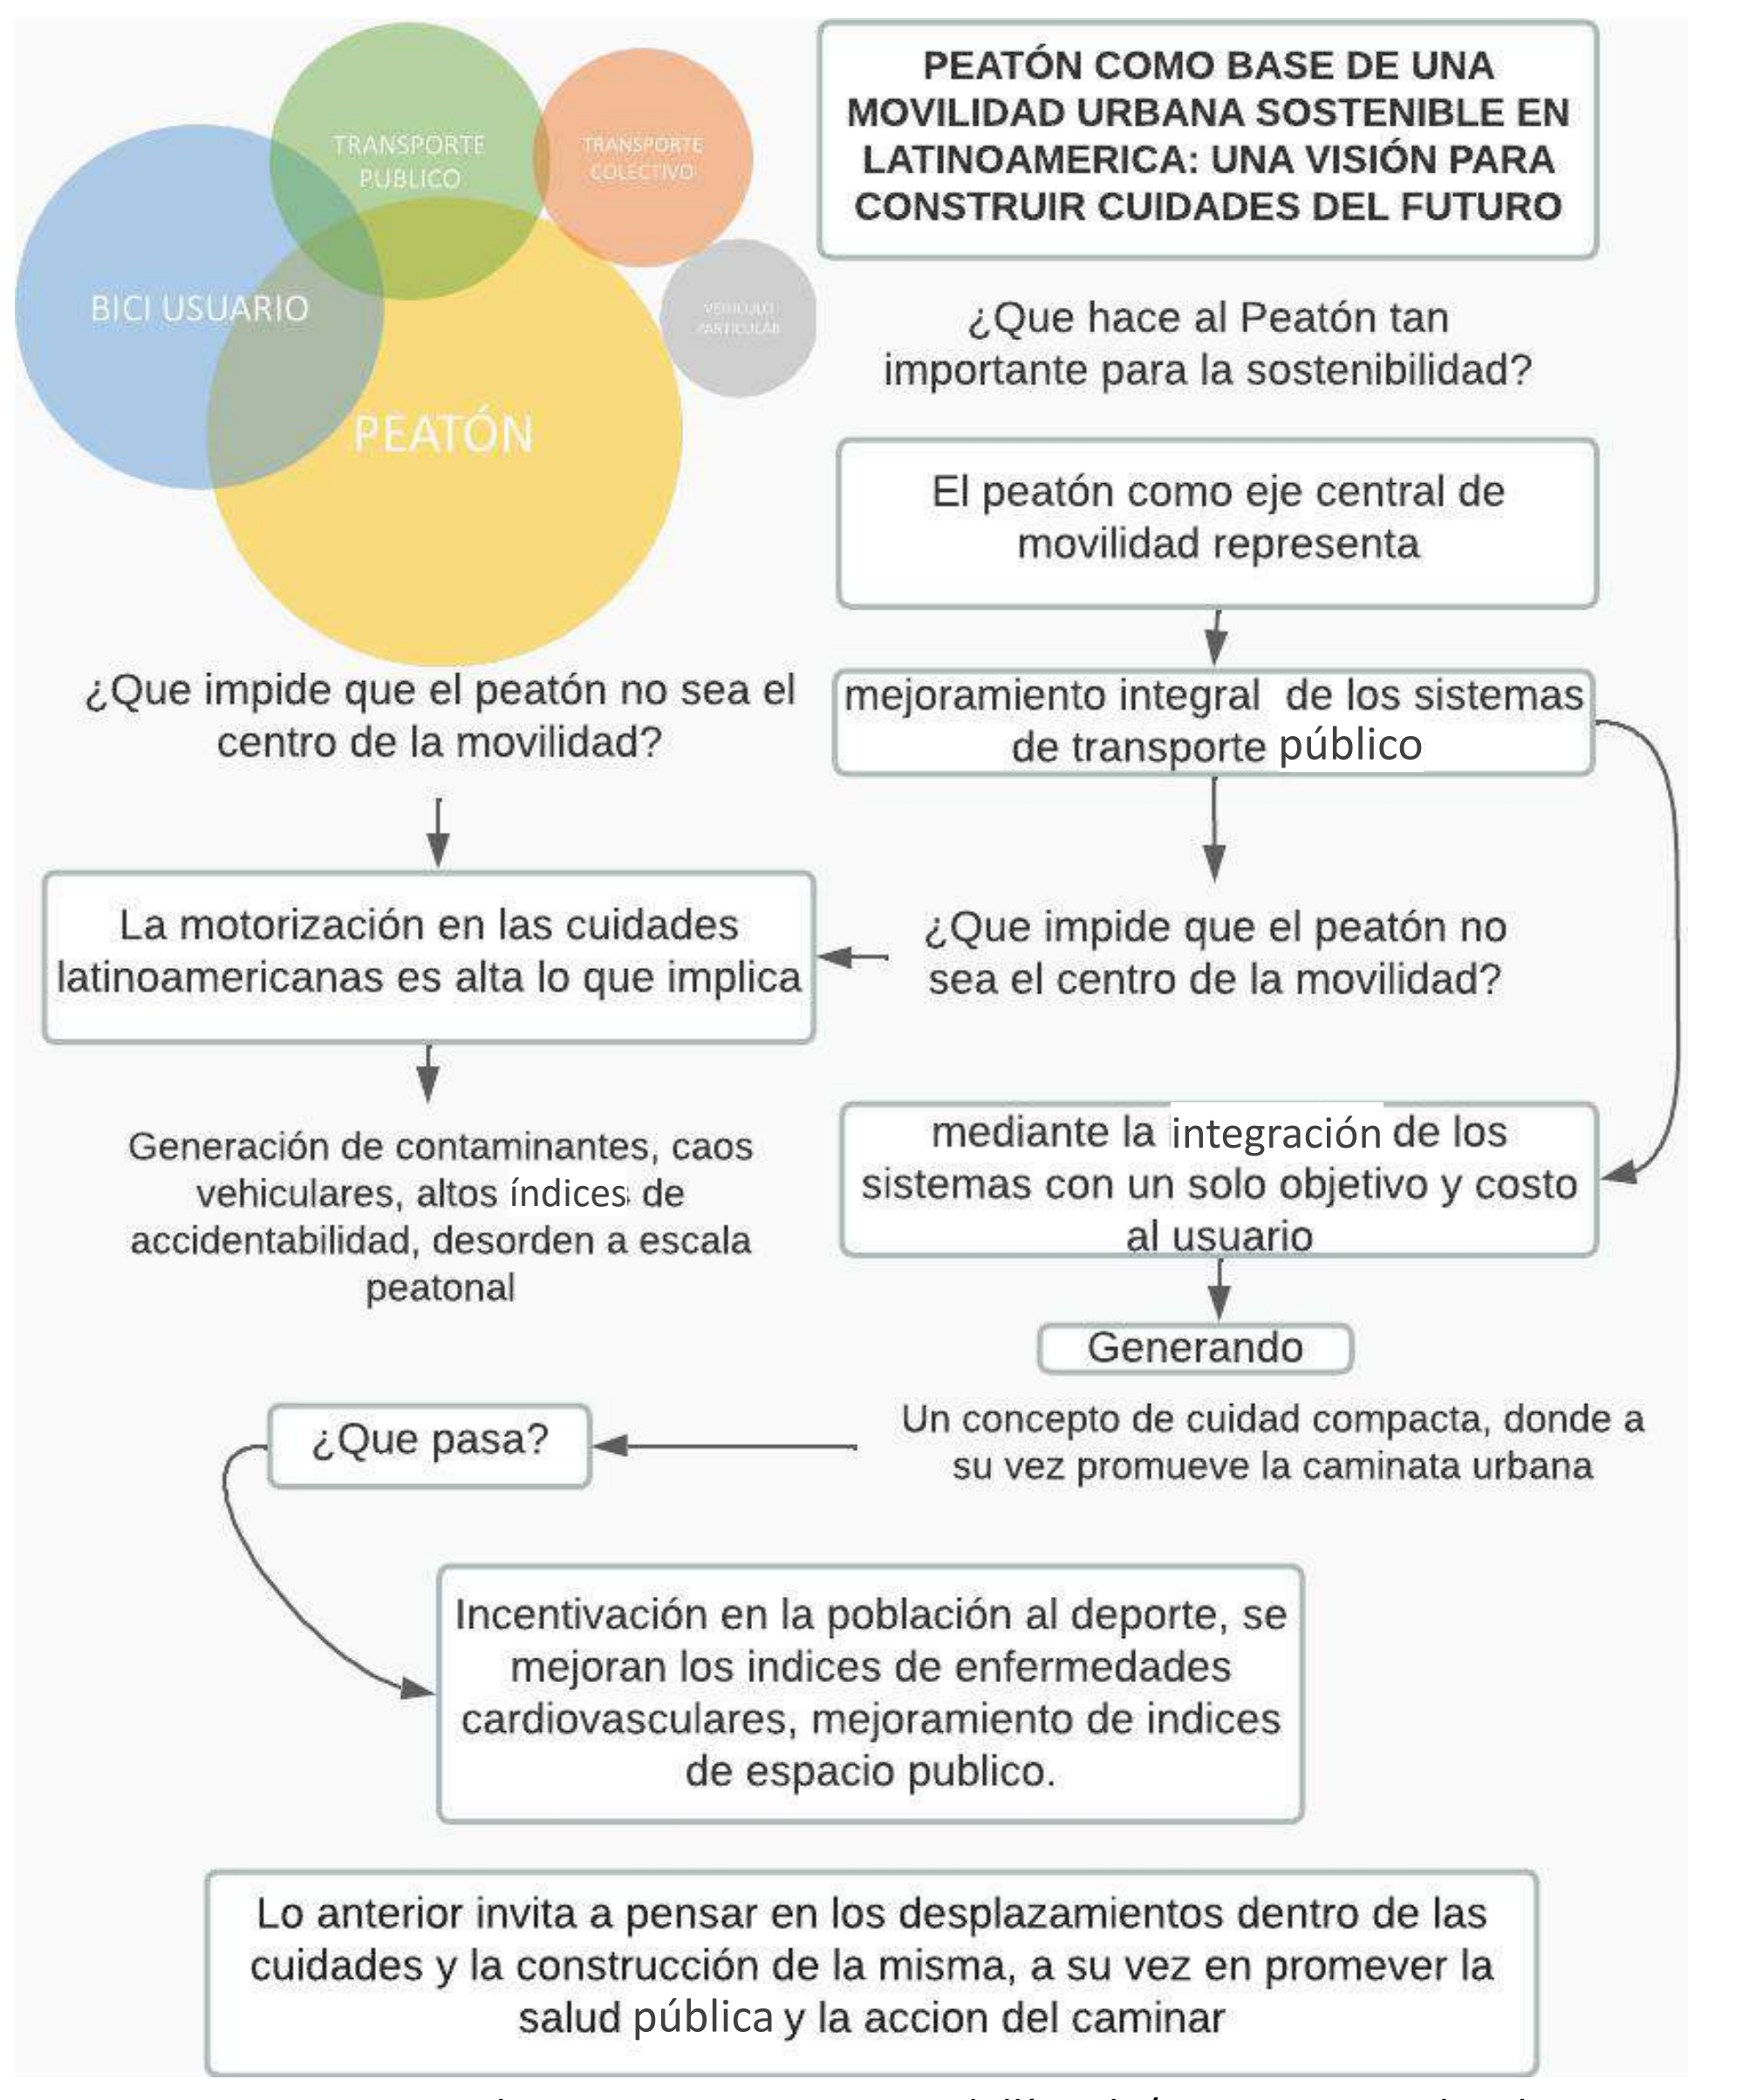 TRANSPORTE
PUBLICO
TRANSPORTE
COLECTIVO
BICI USUARIO
VEHICULO
PARTICULAR
PEATÓN
PEATÓN COMO BASE DE UNA
MOVILIDAD URBANA SOSTENIBLE EN
LATINOAMERICA: UNA VISIÓN PARA
CONSTRUIR CUIDADES DEL FUTURO
¿Que hace al Peatón tan
importante para la sostenibilidad?
El peatón como eje central de
movilidad representa
mejoramiento integral de los sistemas
de transporte público
¿Que impide que el peatón no sea el
centro de la movilidad?
¿Que impide que el peatón no
sea el centro de la movilidad?
La motorización en las cuidades
latinoamericanas es alta lo que implica
Generación de contaminantes, caos
vehiculares, altos índices de
accidentabilidad, desorden a escala
peatonal
mediante la integración de los
sistemas con un solo objetivo y costo
al usuario
Generando
Un concepto de cuidad compacta, donde a
su vez promueve la caminata urbana
¿Que pasa?
Incentivación en la población al deporte, se
mejoran los indices de enfermedades
cardiovasculares, mejoramiento de indices
de espacio publico.
Lo anterior invita a pensar en los desplazamientos dentro de las
cuidades y la construcción de la misma, a su vez en promever la
salud pública y la accion del caminar